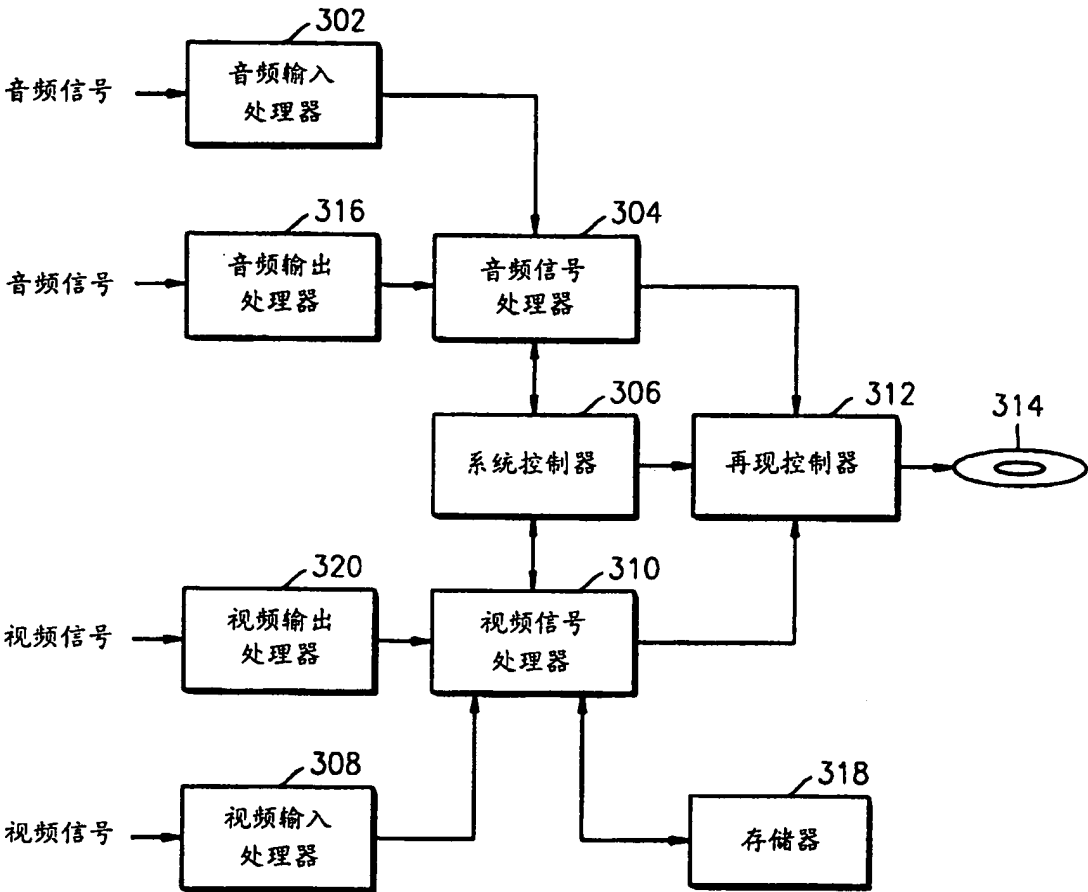 302
音频信号
音频输入
处理器
316
304
音频信号
音频输出
处理器
音频信号
处理器
306
312
314
系统控制器
再现控制器
320
310
视频信号
视频输出
处理器
视频信号
处理器
308
318
视频信号
视频输入
处理器
存储器